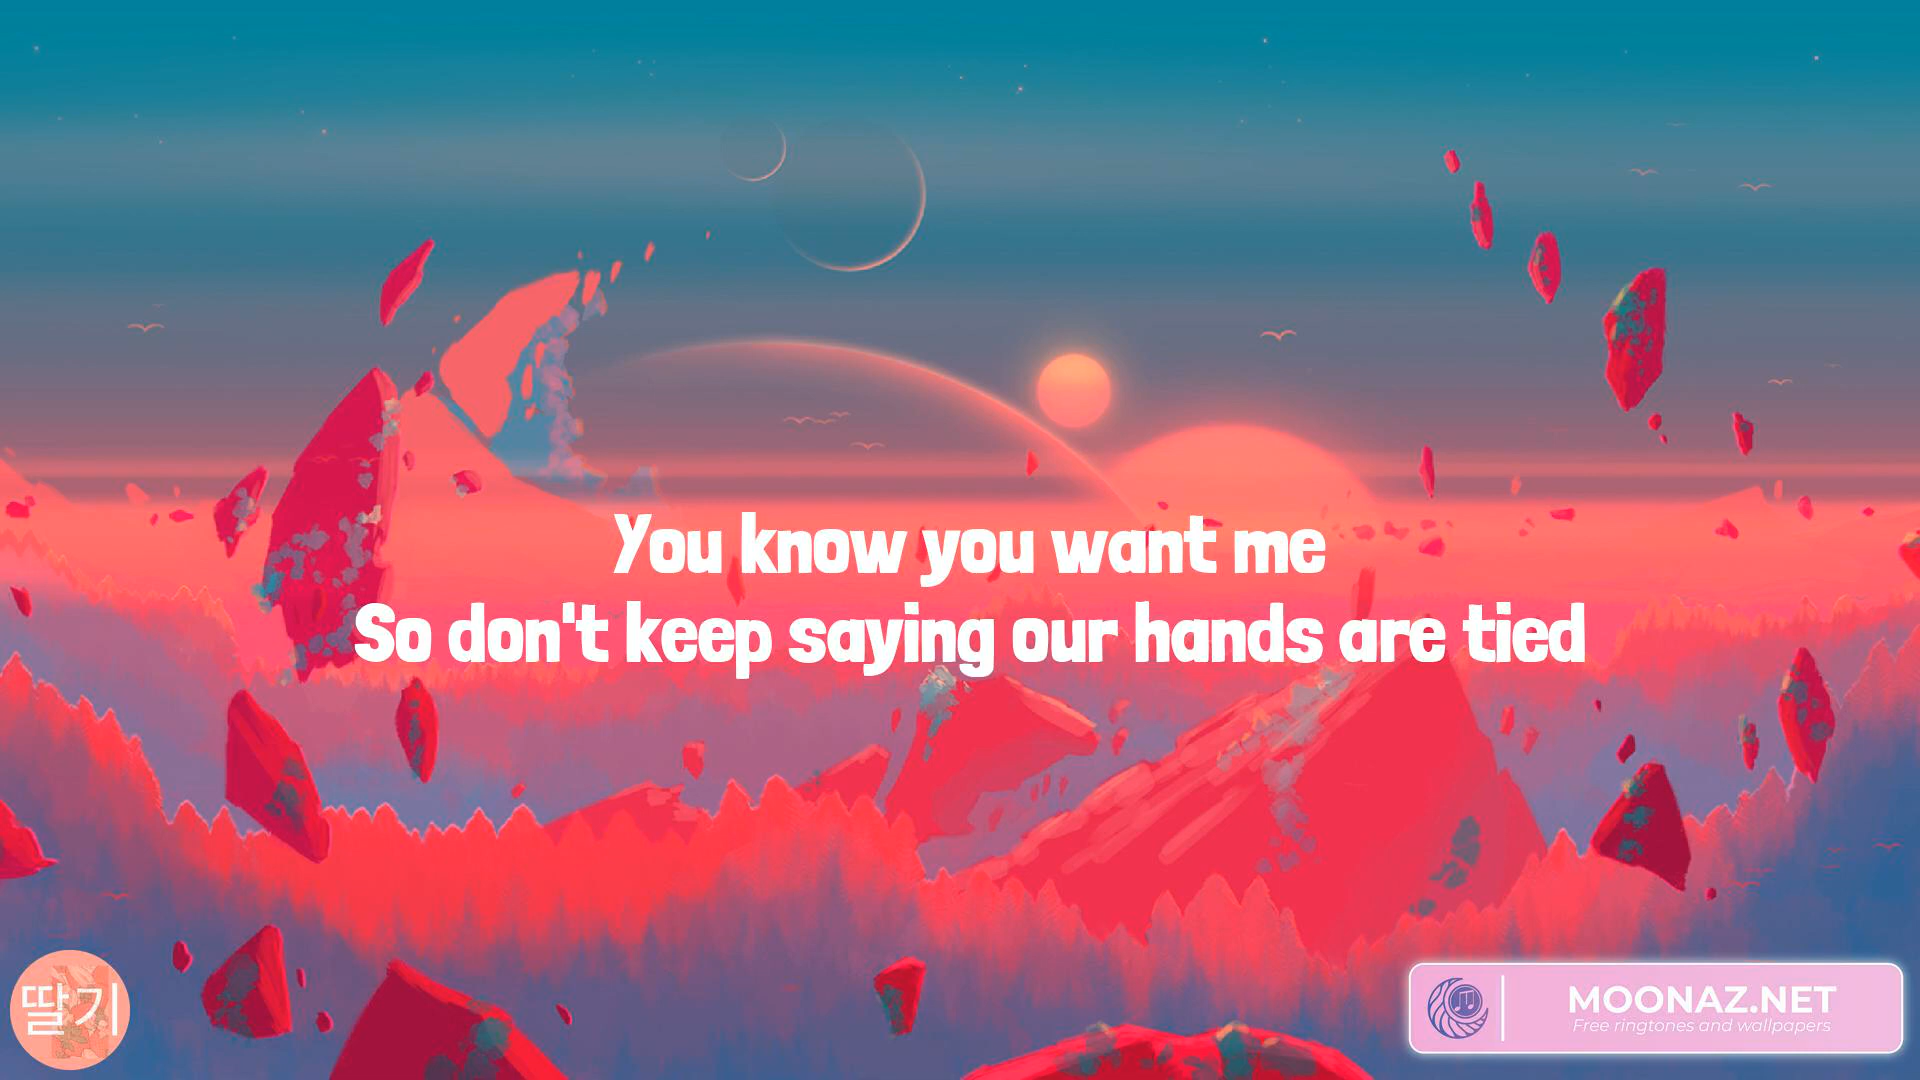 You know you want me
So don't keep saying our hands are tied
딸기
MOONAZ.NET
Free ringtones and wallpapers